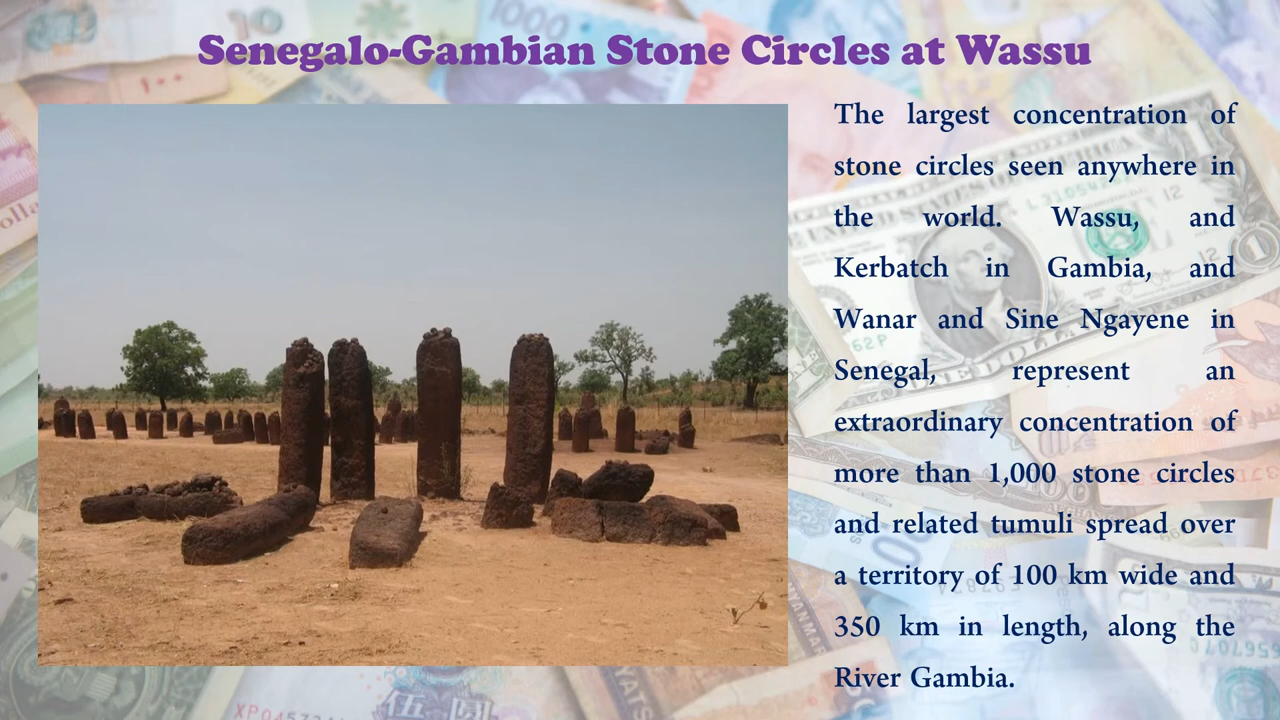 Senegalo-Gambian Stone Circles at Wassu
The largest concentration of
stone circles seen anywhere in
the world. Wassu, and
Kerbatch in Gambia, and
Wanar and Sine Ngayene in
Senegal, represent an
extraordinary concentration of
more than 1,000 stone circles
and related tumuli spread over
a territory of 100 km wide and
350 km in length, along the
River Gambia.